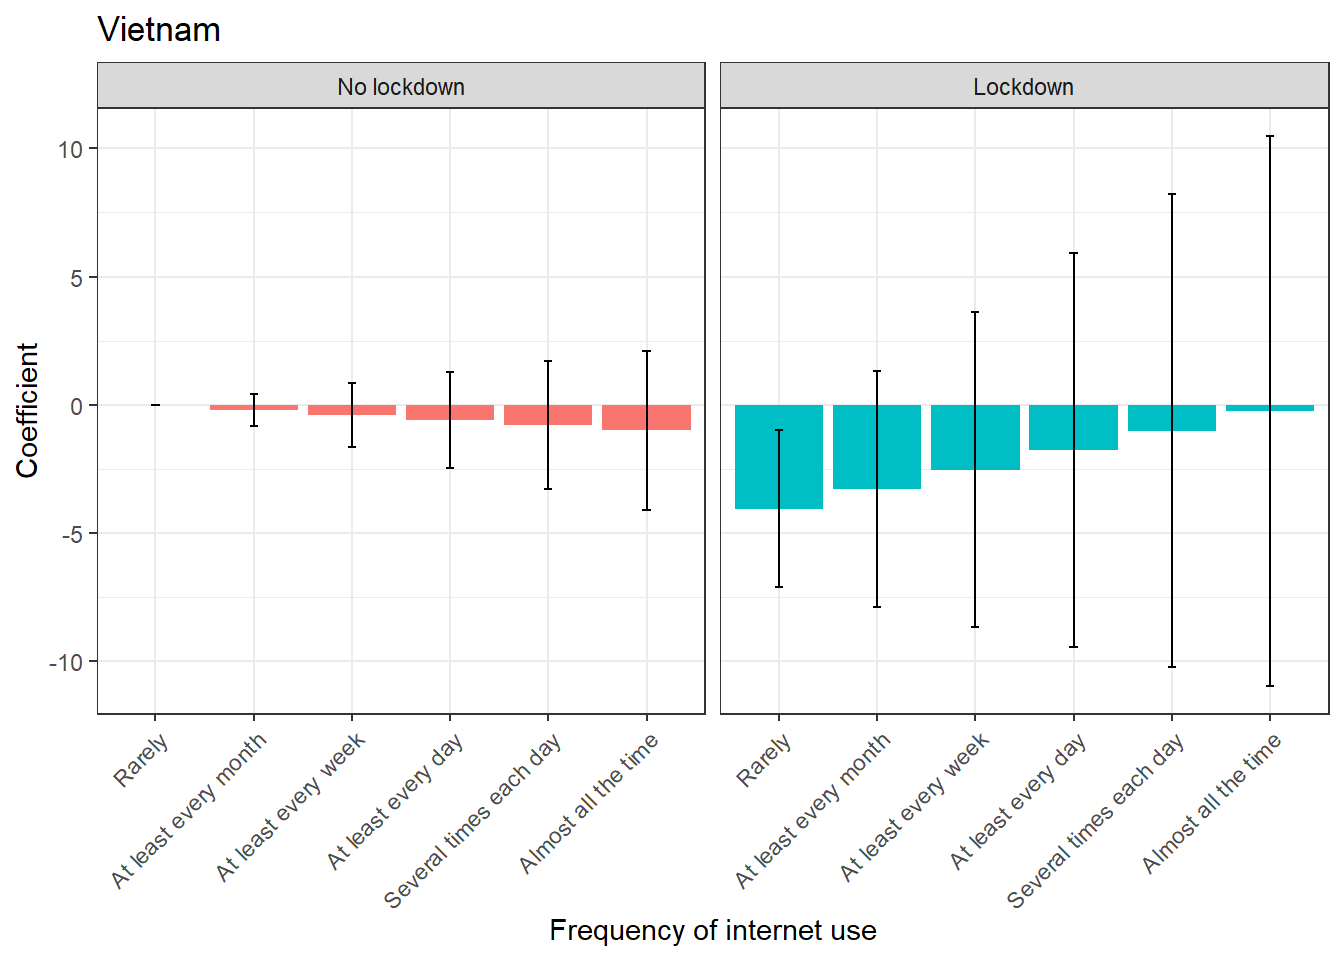 Vietnam
No lockdown
Lockdown
Coefficient
10
5
0
-5
-10
Rarely
At least every month
At least every week
At least every day
Several times each day
Almost all the time
Rarely
At least every month
At least every week
At least every day
Several times each day
Almost all the time
Frequency of internet use